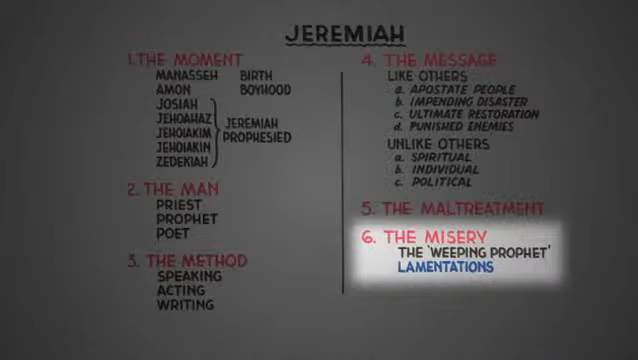 JEREMIAH
1. THE MOMENT
MANASSEH BIRTH
AMON BOYHOOD
JOSIAH
JEHOAHAZ
JEHOIAKIM
JEHOIAKIN
ZEDEKIAH
JEREMIAH
PROPHESIED
2. THE MAN
PRIEST
PROPHET
POET
3. THE METHOD
SPEAKING
ACTING
WRITING
4. THE MESSAGE
LIKE OTHERS
a. APOSTATE PEOPLE
b. IMPENDING DISASTER
c. ULTIMATE RESTORATION
d. PUNISHED ENEMIES
UNLIKE OTHERS
a. SPIRITUAL
b. INDIVIDUAL
c. POLITICAL
5. THE MALTREATMENT
6. THE MISERY
THE 'WEEPING PROPHET'
LAMENTATIONS